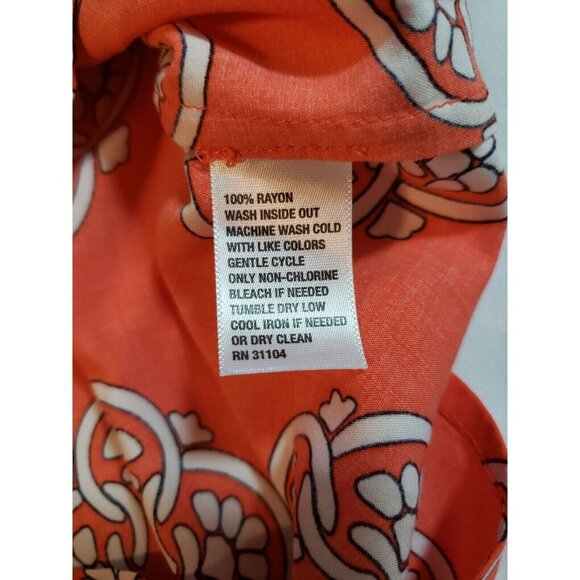 100% RAYON
WASH INSIDE OUT
MACHINE WASH COLD
WITH LIKE COLORS
GENTLE CYCLE
ONLY NON-CHLORINE
BLEACH IF NEEDED
TUMBLE DRY LOW
COOL IRON IF NEEDED
OR DRY CLEAN
RN 31104